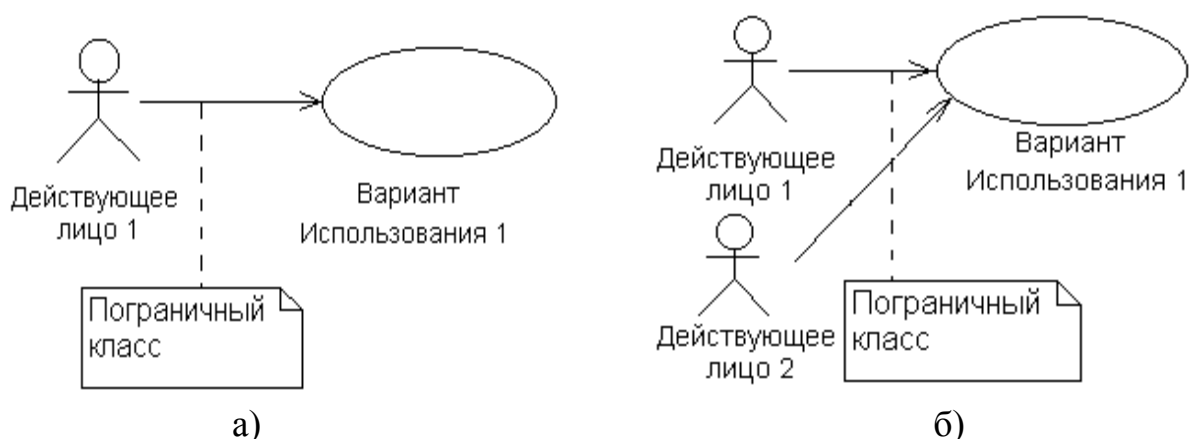 Действующее
лицо 1
Вариант
Использования 1
Пограничный
класс
а)
Действующее
лицо 1
Вариант
Использования 1
Действующее
лицо 2
Пограничный
класс
б)